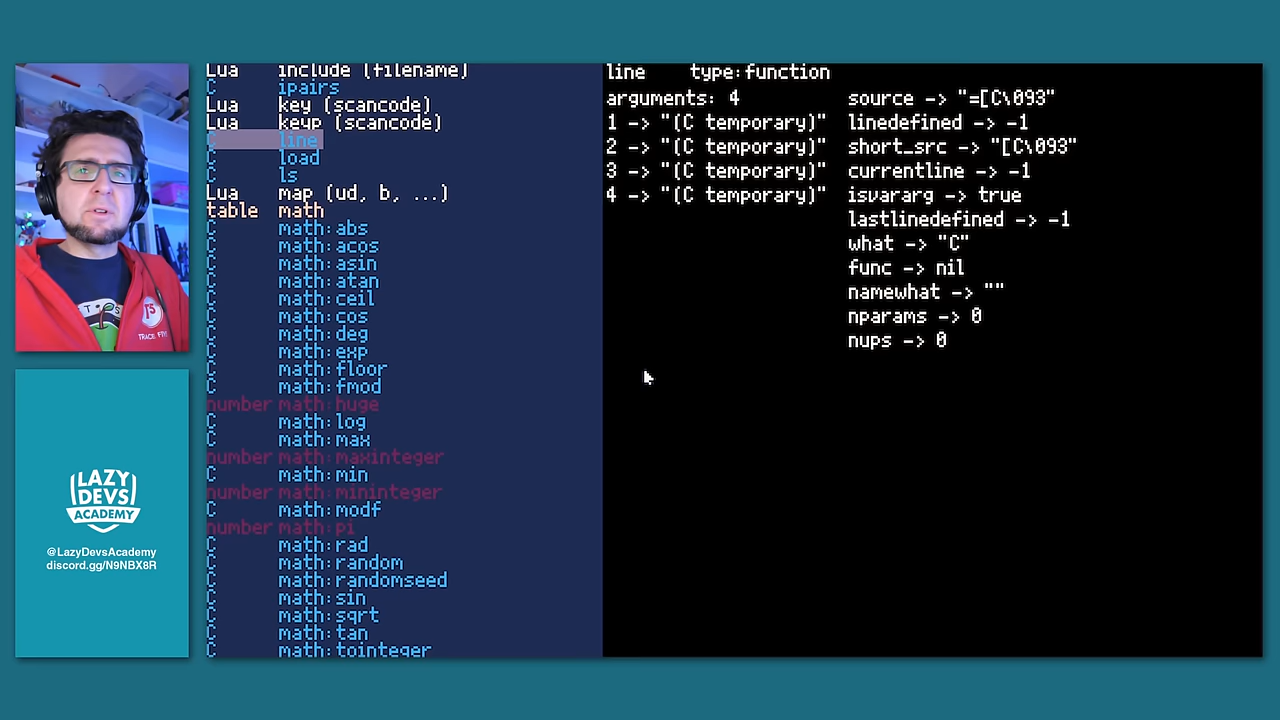 LAZY
DEVS
ACADEMY
@LazyDevsAcademy
discord.gg/N9NBX8R
Lua include (filename)
C ipairs
Lua key (scancode)
Lua keyp (scancode)
C line
C load
C ls
Lua map (ud, b, ...)
table math
C math:abs
C math:acos
C math:asin
C math:atan
C math:ceil
C math:cos
C math:deg
C math:exp
C math:floor
C math:fmod
number math:huge
C math:log
C math:max
number math:maxinteger
C math:min
number math:mininteger
C math:modf
number math:pi
C math:rad
C math:random
C math:randomseed
C math:sin
C math:sqrt
C math:tan
C math:tointeger
line type:function
arguments: 4
1 -> "(C temporary)"
2 -> "(C temporary)"
3 -> "(C temporary)"
4 -> "(C temporary)"
source -> "=[C\093"
linedefined -> -1
short_src -> "[C\093"
currentline -> -1
isvararg -> true
lastlinedefined -> -1
what -> "C"
func -> nil
namewhat -> ""
nparams -> 0
nups -> 0